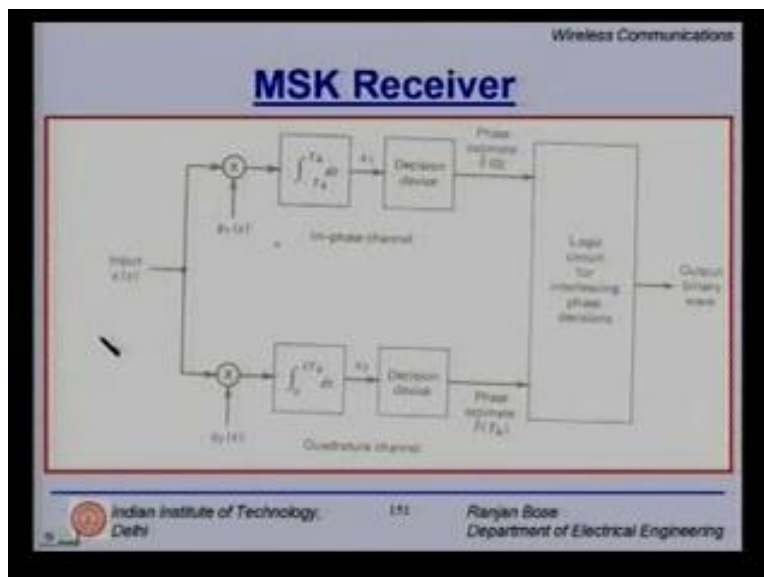 Wireless Communications
MSK Receiver
Phase
estimate
Decision
device
In-phase channel
Input
x(t)
Logic
circuit
for
interleaving
phase
decisions
Output
binary
wave
Decision
device
Phase
estimate
Quadrature channel
Indian Institute of Technology,
Delhi
151
Ranjan Bose
Department of Electrical Engineering